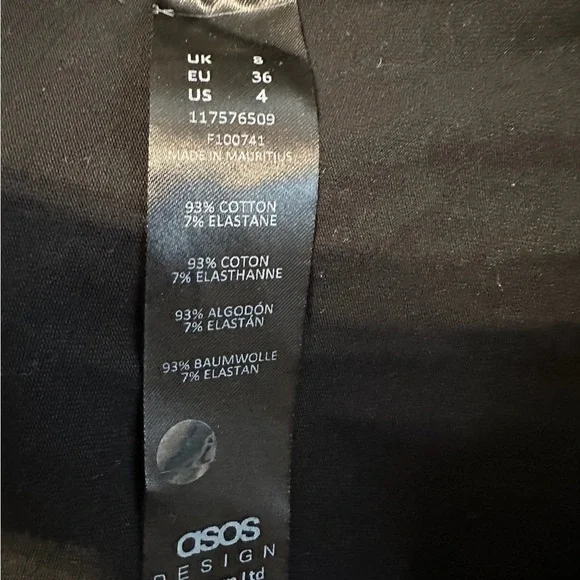 UK 8
EU 36
US 4
117576509
F100741
MADE IN MAURITIUS
93% COTTON
7% ELASTANE
93% COTON
7% ELASTHANNE
93% ALGODÓN
7% ELASTÁN
93% BAUMWOLLE
7% ELASTAN
asos
DESIGN
Ltd